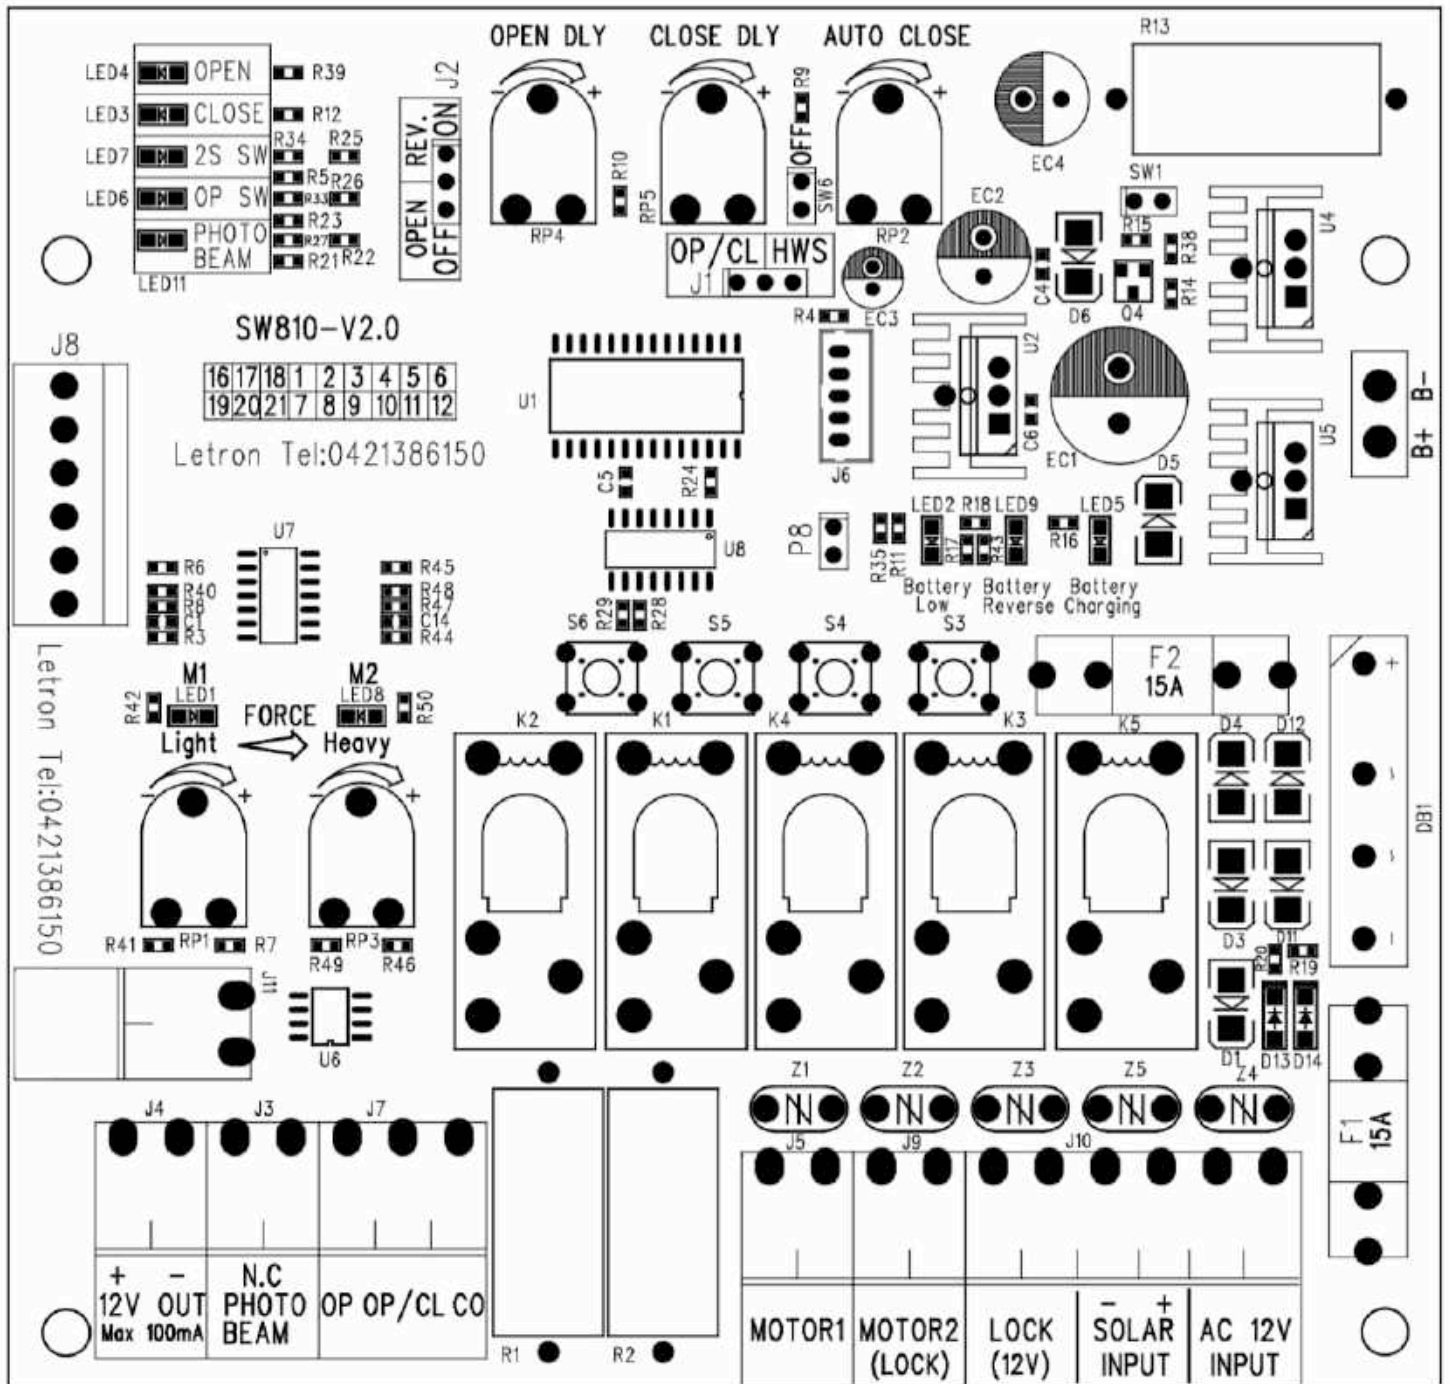 OPEN DLY CLOSE DLY AUTO CLOSE R13
LED4 OPEN R39
LED3 CLOSE R12
LED7 2S SW R34 R25
R5 R26
LED6 OP SW R33
R23
PHOTO BEAM R27 R22
R21
LED11
J2
OPEN REV.
OFF ON
- + RP4
R10
- + RP5
R9
OFF
SW6
- + RP2
EC4
SW1
EC2
R15
R38
U4
OP/CL HWS
J1
EC3
C4
D6
Q4
R14
SW810-V2.0
J8
16 17 18 1 2 3 4 5 6
19 20 21 7 8 9 10 11 12
Letron Tel:0421386150
U1
R4
J6
U2
C6
EC1
D5
U5
B-
B+
C5
R24
U7
U8
P8
R35
R11
LED2 R18 LED9 LED5
R17
R43
R16
Battery Low
Battery Reverse
Battery Charging
R6
R40
R8
C1
R3
R45
R48
R47
C14
R44
R29
R28
S6 S5 S4 S3
F2
15A
Letron Tel:0421386150
M1 M2
R42 LED1 LED8 R50
FORCE
Light Heavy
K2 K1 K4 K3 K5
D4 D12
DB1
+
- + - +
R41 RP1 R7
R49 RP3 R46
D3 D11
R20
R19
J11
U6
D1 D13 D14
Z1 Z2 Z3 Z5 Z4
F1
15A
J4 J3 J7
J5 J9 J10
+ -
12V OUT
Max 100mA
N.C
PHOTO
BEAM
OP OP/CL CO
R1 R2
MOTOR1
MOTOR2
(LOCK)
LOCK
(12V)
- +
SOLAR
INPUT
AC 12V
INPUT